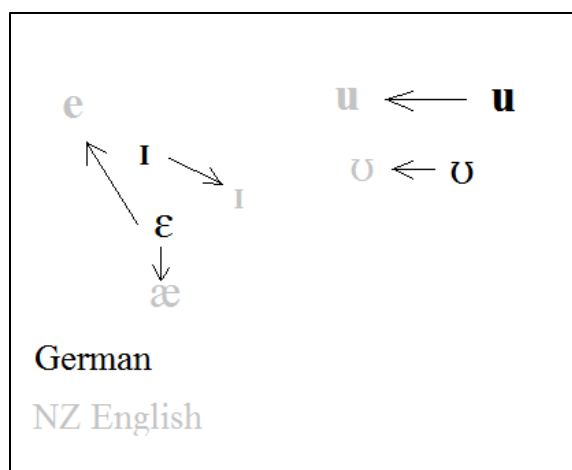 e u u
ɪ ʊ ʊ
ɪ
ɛ
æ
German
NZ English